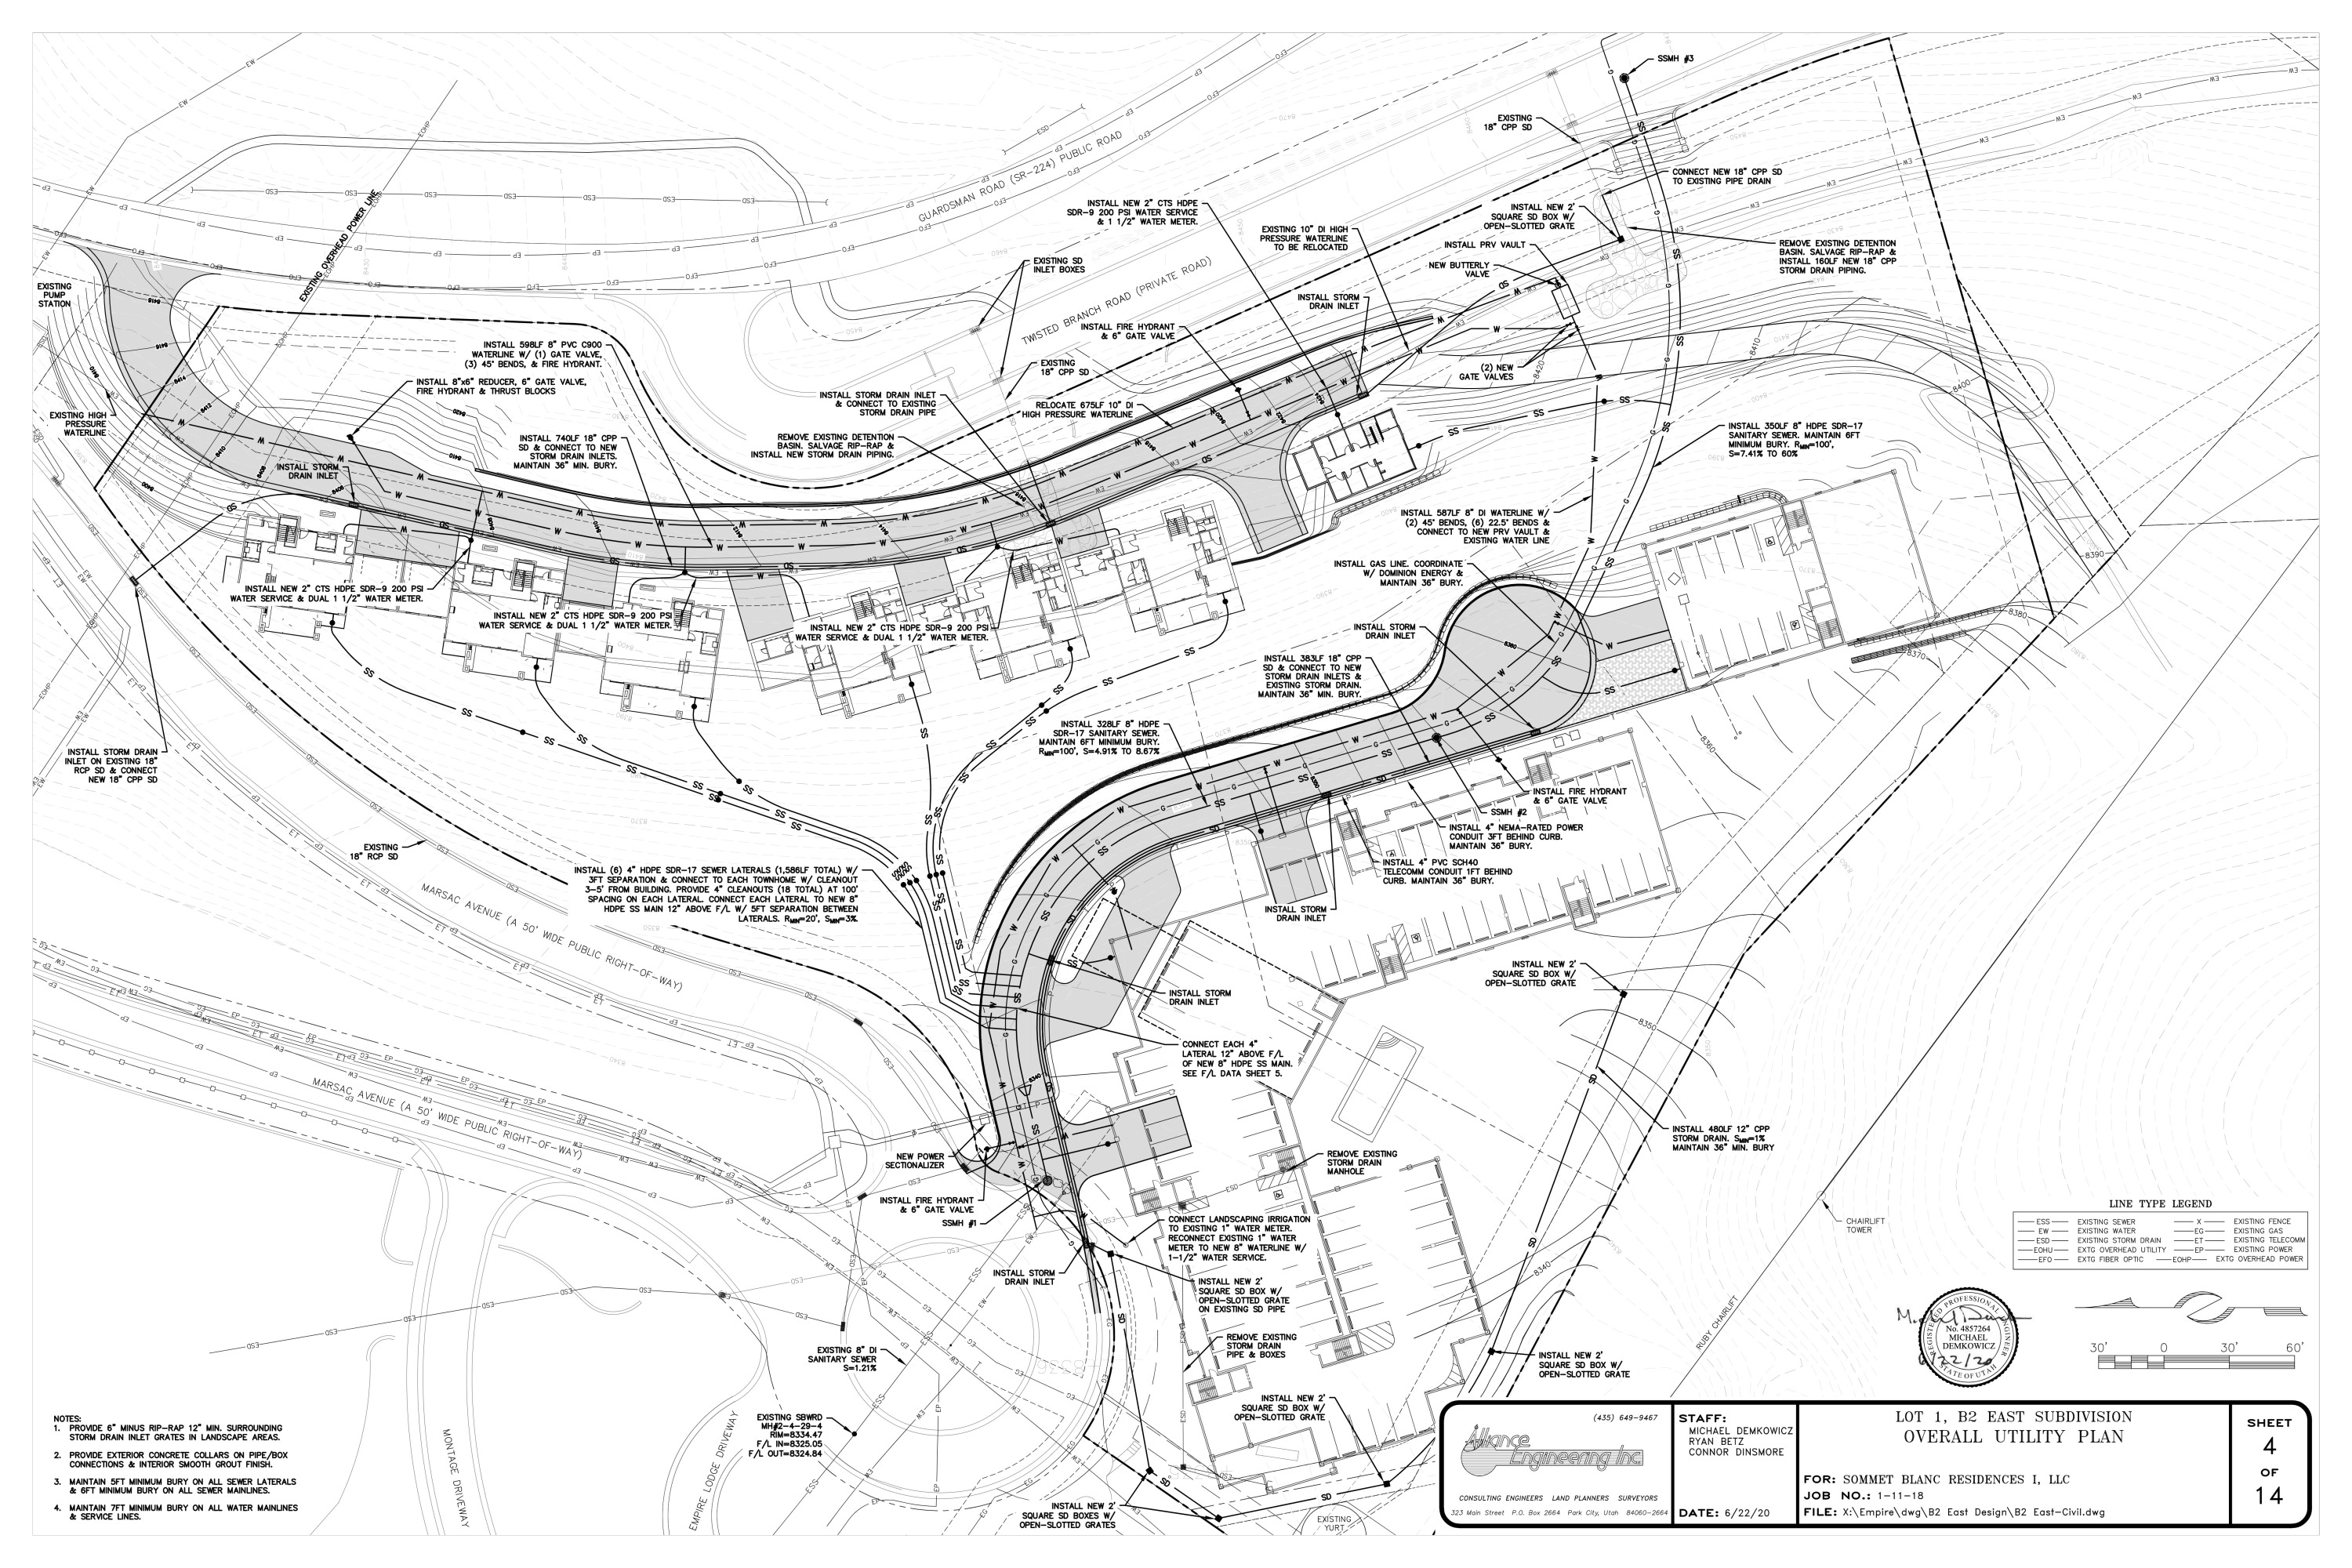 SSMH #3
EXISTING
18" CPP SD
CONNECT NEW 18" CPP SD
TO EXISTING PIPE DRAIN
INSTALL NEW 2" CTS HDPE
SDR-9 200 PSI WATER SERVICE
& 1 1/2" WATER METER.
INSTALL NEW 2'
SQUARE SD BOX W/
OPEN-SLOTTED GRATE
EXISTING 10" DI HIGH
PRESSURE WATERLINE
TO BE RELOCATED
INSTALL PRV VAULT
NEW BUTTERLY
VALVE
REMOVE EXISTING DETENTION
BASIN. SALVAGE RIP-RAP &
INSTALL 160LF NEW 18" CPP
STORM DRAIN PIPING.
GUARDSMAN ROAD (SR-224) PUBLIC ROAD
TWISTED BRANCH ROAD (PRIVATE ROAD)
EXISTING OVERHEAD POWER LINE
EXISTING SD
INLET BOXES
EXISTING
PUMP
STATION
INSTALL STORM
DRAIN INLET
INSTALL FIRE HYDRANT
& 6" GATE VALVE
EXISTING
18" CPP SD
(2) NEW
GATE VALVES
INSTALL 598LF 8" PVC C900
WATERLINE W/ (1) GATE VALVE,
(3) 45° BENDS, & FIRE HYDRANT.
INSTALL 8"x6" REDUCER, 6" GATE VALVE,
FIRE HYDRANT & THRUST BLOCKS
INSTALL STORM DRAIN INLET
& CONNECT TO EXISTING
STORM DRAIN PIPE
RELOCATE 675LF 10" DI
HIGH PRESSURE WATERLINE
EXISTING HIGH
PRESSURE
WATERLINE
INSTALL 740LF 18" CPP
SD & CONNECT TO NEW
STORM DRAIN INLETS.
MAINTAIN 36" MIN. BURY.
REMOVE EXISTING DETENTION
BASIN. SALVAGE RIP-RAP &
INSTALL NEW STORM DRAIN PIPING.
INSTALL STORM
DRAIN INLET
INSTALL 350LF 8" HDPE SDR-17
SANITARY SEWER. MAINTAIN 6FT
MINIMUM BURY. RMIN=100',
S=7.41% TO 60%
INSTALL 587LF 8" DI WATERLINE W/
(2) 45° BENDS, (6) 22.5° BENDS &
CONNECT TO NEW PRV VAULT &
EXISTING WATER LINE
INSTALL GAS LINE. COORDINATE
W/ DOMINION ENERGY &
MAINTAIN 36" BURY.
INSTALL NEW 2" CTS HDPE SDR-9 200 PSI
WATER SERVICE & DUAL 1 1/2" WATER METER.
INSTALL NEW 2" CTS HDPE SDR-9 200 PSI
WATER SERVICE & DUAL 1 1/2" WATER METER.
INSTALL NEW 2" CTS HDPE SDR-9 200 PSI
WATER SERVICE & DUAL 1 1/2" WATER METER.
INSTALL STORM
DRAIN INLET
INSTALL 383LF 18" CPP
SD & CONNECT TO NEW
STORM DRAIN INLETS &
EXISTING STORM DRAIN.
MAINTAIN 36" MIN. BURY.
INSTALL 328LF 8" HDPE
SDR-17 SANITARY SEWER.
MAINTAIN 6FT MINIMUM BURY.
RMIN=100', S=4.91% TO 8.67%
INSTALL STORM DRAIN
INLET ON EXISTING 18"
RCP SD & CONNECT
NEW 18" CPP SD
INSTALL FIRE HYDRANT
& 6" GATE VALVE
SSMH #2
INSTALL 4" NEMA-RATED POWER
CONDUIT 3FT BEHIND CURB.
MAINTAIN 36" BURY.
INSTALL 4" PVC SCH40
TELECOMM CONDUIT 1FT BEHIND
CURB. MAINTAIN 36" BURY.
EXISTING
18" RCP SD
INSTALL (6) 4" HDPE SDR-17 SEWER LATERALS (1,586LF TOTAL) W/
3FT SEPARATION & CONNECT TO EACH TOWNHOME W/ CLEANOUT
3-5' FROM BUILDING. PROVIDE 4" CLEANOUTS (18 TOTAL) AT 100'
SPACING ON EACH LATERAL. CONNECT EACH LATERAL TO NEW 8"
HDPE SS MAIN 12" ABOVE F/L W/ 5FT SEPARATION BETWEEN
LATERALS. RMIN=20', SMIN=3%
INSTALL STORM
DRAIN INLET
MARSAC AVENUE (A 50' WIDE PUBLIC RIGHT-OF-WAY)
INSTALL NEW 2'
SQUARE SD BOX W/
OPEN-SLOTTED GRATE
INSTALL STORM
DRAIN INLET
CONNECT EACH 4"
LATERAL 12" ABOVE F/L
OF NEW 8" HDPE SS MAIN.
SEE F/L DATA SHEET 5.
MARSAC AVENUE (A 50' WIDE PUBLIC RIGHT-OF-WAY)
INSTALL 480LF 12" CPP
STORM DRAIN. SMIN=1%
MAINTAIN 36" MIN. BURY
NEW POWER
SECTIONALIZER
REMOVE EXISTING
STORM DRAIN
MANHOLE
INSTALL FIRE HYDRANT
& 6" GATE VALVE
SSMH #1
CONNECT LANDSCAPING IRRIGATION
TO EXISTING 1" WATER METER.
RECONNECT EXISTING 1" WATER
METER TO NEW 8" WATERLINE W/
1-1/2" WATER SERVICE.
CHAIRLIFT
TOWER
RUBY CHAIRLIFT
INSTALL STORM
DRAIN INLET
INSTALL NEW 2'
SQUARE SD BOX W/
OPEN-SLOTTED GRATE
ON EXISTING SD PIPE
REMOVE EXISTING
STORM DRAIN
PIPE & BOXES
EXISTING 8" DI
SANITARY SEWER
S=1.21%
INSTALL NEW 2'
SQUARE SD BOX W/
OPEN-SLOTTED GRATE
INSTALL NEW 2'
SQUARE SD BOX W/
OPEN-SLOTTED GRATE
EXISTING SBWRD
MH#2-4-29-4
RIM=8334.47
F/L IN=8325.05
F/L OUT=8324.84
EMPIRE LODGE DRIVEWAY
MONTAGE DRIVEWAY
INSTALL NEW 2'
SQUARE SD BOXES W/
OPEN-SLOTTED GRATES
EXISTING
YURT
NOTES:
1. PROVIDE 6" MINUS RIP-RAP 12" MIN. SURROUNDING
STORM DRAIN INLET GRATES IN LANDSCAPE AREAS.
2. PROVIDE EXTERIOR CONCRETE COLLARS ON PIPE/BOX
CONNECTIONS & INTERIOR SMOOTH GROUT FINISH.
3. MAINTAIN 5FT MINIMUM BURY ON ALL SEWER LATERALS
& 6FT MINIMUM BURY ON ALL SEWER MAINLINES.
4. MAINTAIN 7FT MINIMUM BURY ON ALL WATER MAINLINES
& SERVICE LINES.
LINE TYPE LEGEND
ESS EXISTING SEWER X EXISTING FENCE
EW EXISTING WATER EG EXISTING GAS
ESD EXISTING STORM DRAIN ET EXISTING TELECOMM
EOHU EXTG OVERHEAD UTILITY EP EXISTING POWER
EFO EXTG FIBER OPTIC EOHP EXTG OVERHEAD POWER
REGISTERED PROFESSIONAL ENGINEER
No. 4857264
MICHAEL
DEMKOWICZ
6/22/20
STATE OF UTAH
30' 0 30' 60'
(435) 649-9467
Alliance
Engineering Inc
CONSULTING ENGINEERS LAND PLANNERS SURVEYORS
323 Main Street P.O. Box 2664 Park City, Utah 84060-2664
STAFF:
MICHAEL DEMKOWICZ
RYAN BETZ
CONNOR DINSMORE
DATE: 6/22/20
LOT 1, B2 EAST SUBDIVISION
OVERALL UTILITY PLAN
FOR: SOMMET BLANC RESIDENCES I, LLC
JOB NO.: 1-11-18
FILE: X:\Empire\dwg\B2 East Design\B2 East-Civil.dwg
SHEET
4
OF
14